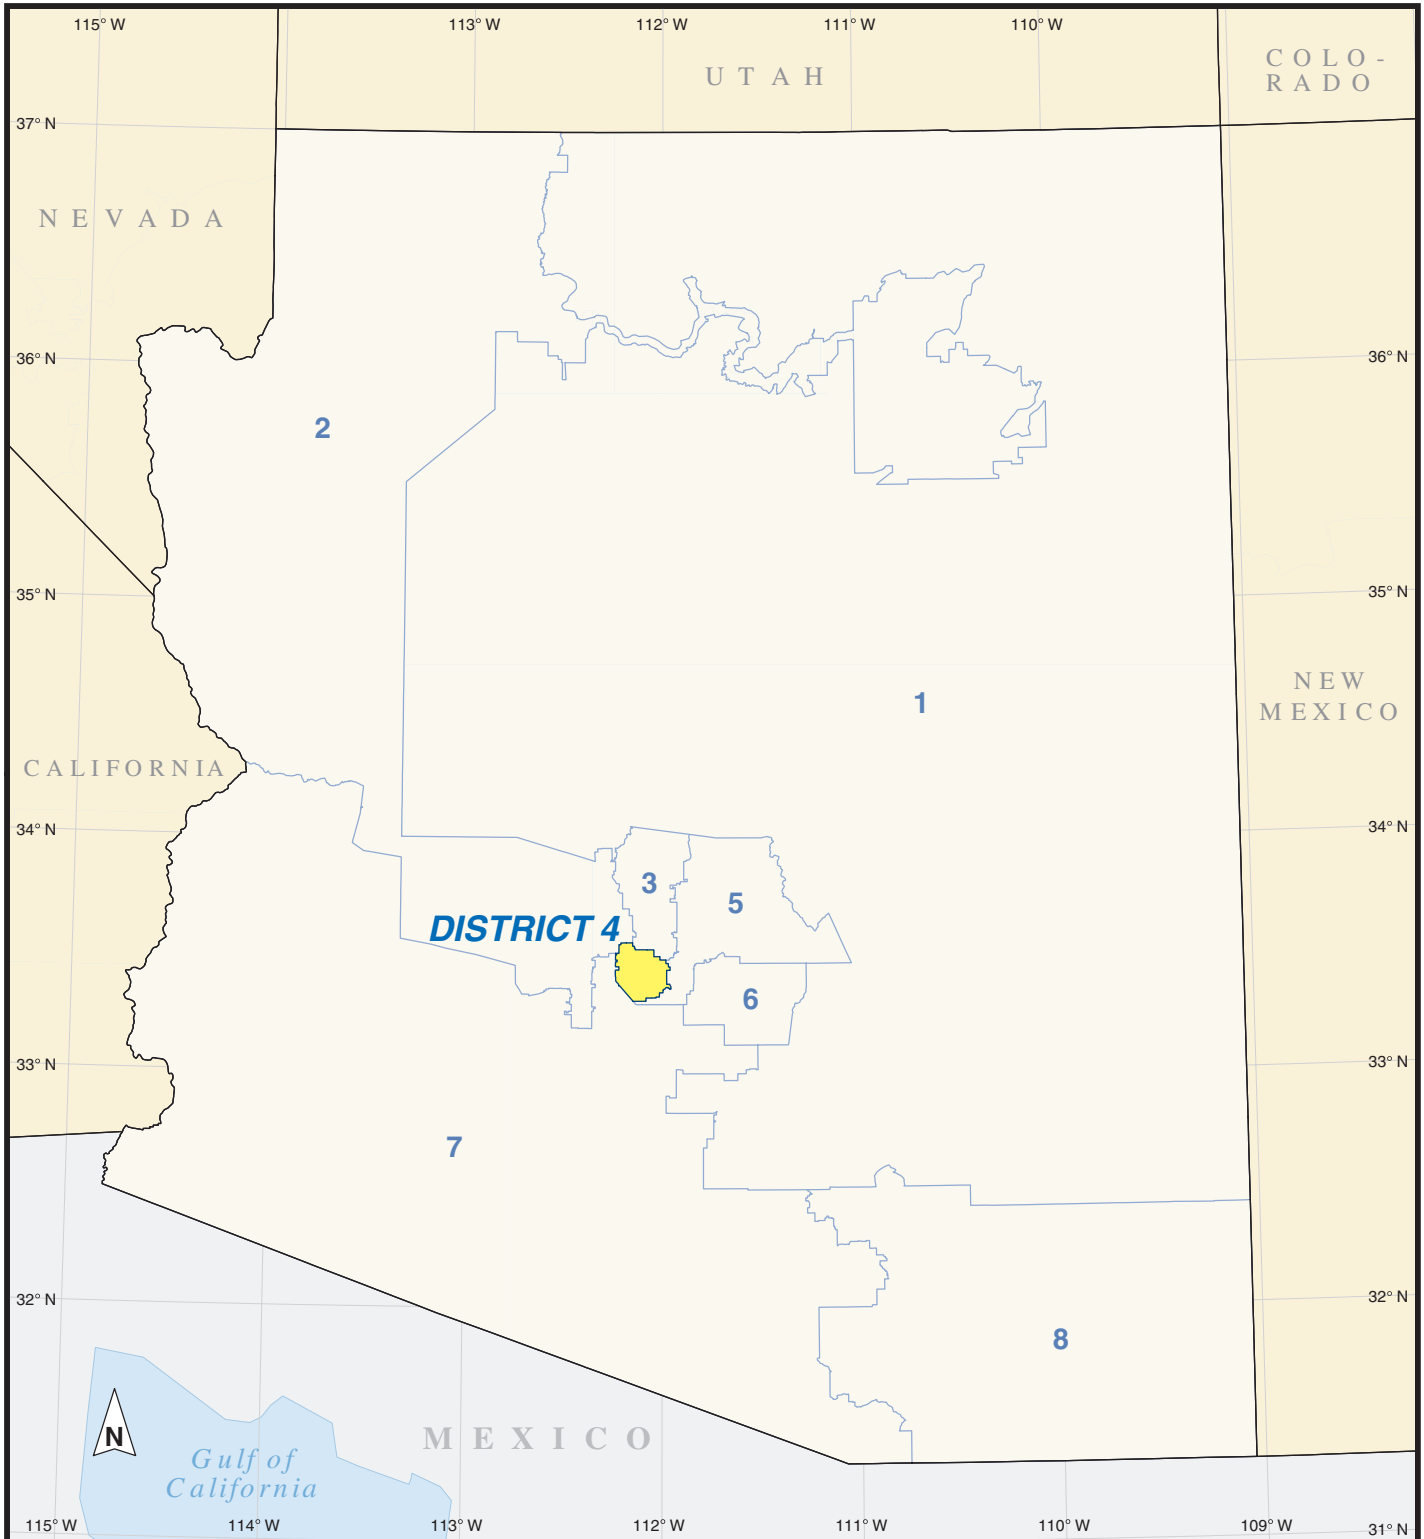 115° W
113° W
112° W
111° W
110° W
UTAH
COLO-
RADO
37° N
NEVADA
36° N
36° N
2
35° N
35° N
NEW
MEXICO
1
CALIFORNIA
34° N
34° N
3
5
DISTRICT 4
6
33° N
33° N
7
32° N
32° N
8
N
MEXICO
Gulf of
California
115° W
114° W
113° W
112° W
111° W
110° W
109° W
31° N